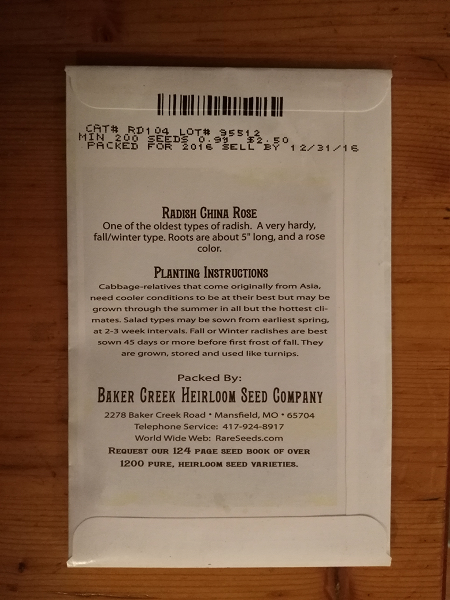 CAT# RD104 LOT# 95512
MIN 200 SEEDS 0.99 $2.50
PACKED FOR 2016 SELL BY 12/31/16
Radish China Rose
One of the oldest types of radish. A very hardy,
fall/winter type. Roots are about 5" long, and a rose
color.
Planting Instructions
Cabbage-relatives that come originally from Asia,
need cooler conditions to be at their best but may be
grown through the summer in all but the hottest cli-
mates. Salad types may be sown from earliest spring,
at 2-3 week intervals. Fall or Winter radishes are best
sown 45 days or more before first frost of fall. They
are grown, stored and used like turnips.
Packed By:
Baker Creek Heirloom Seed Company
2278 Baker Creek Road • Mansfield, MO • 65704
Telephone Service: 417-924-8917
World Wide Web: RareSeeds.com
Request our 124 page seed book of over
1200 pure, heirloom seed varieties.